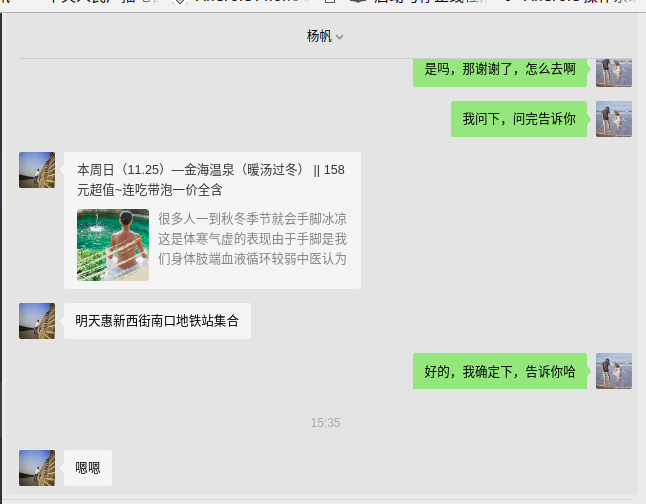 杨帆
是吗，那谢谢了，怎么去啊
我问下，问完告诉你
本周日（11.25）—金海温泉（暖汤过冬） || 158
元超值~连吃带泡一价全含
很多人一到秋冬季节就会手脚冰凉
这是体寒气虚的表现由于手脚是我
们身体肢端血液循环较弱中医认为
明天惠新西街南口地铁站集合
好的，我确定下，告诉你哈
15:35
嗯嗯